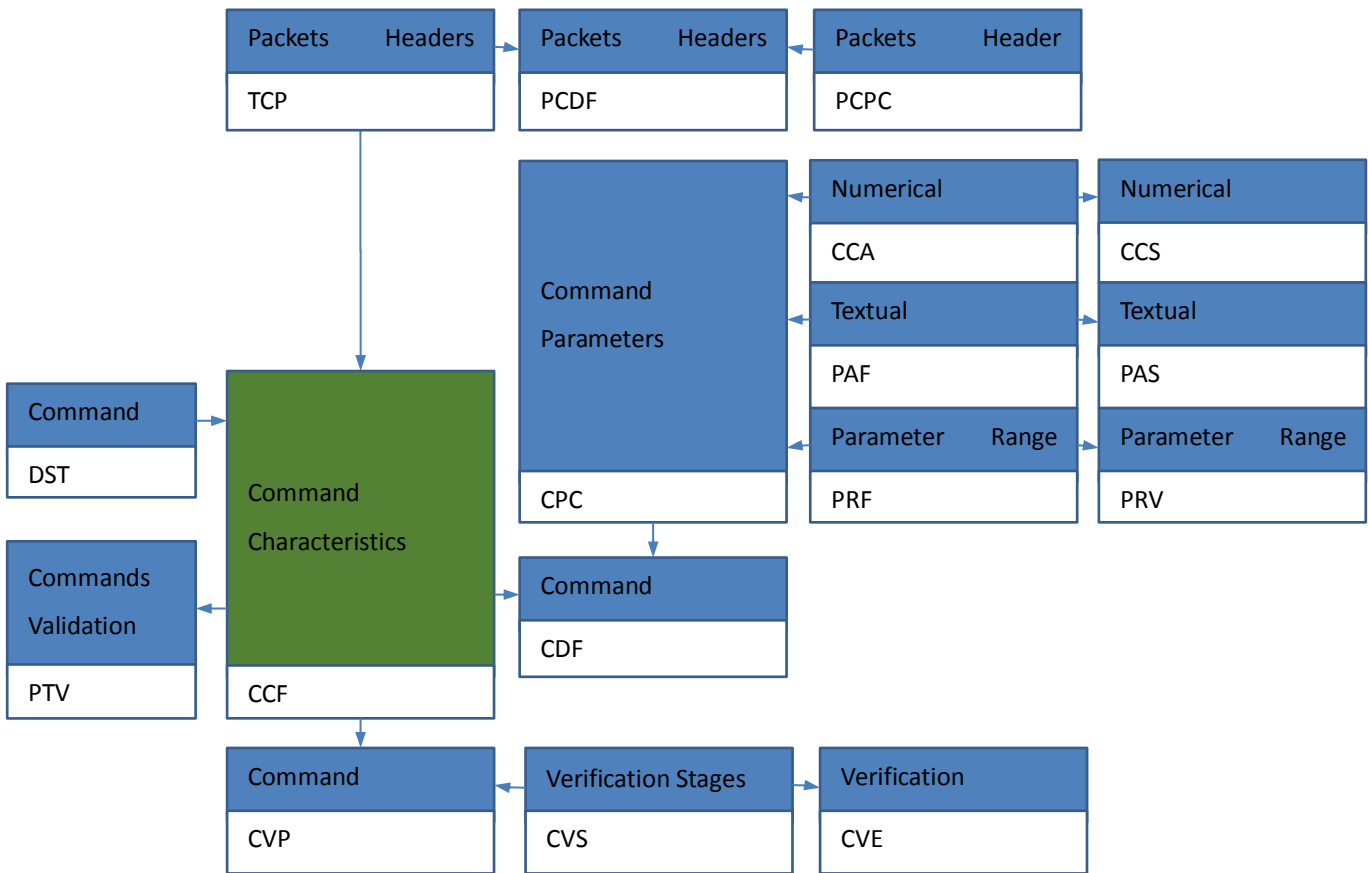 Packets Headers
TCP
Packets Headers
PCDF
Packets Header
PCPC
Command
Parameters
CPC
Numerical
CCA
Numerical
CCS
Textual
PAF
Textual
PAS
Parameter Range
PRF
Parameter Range
PRV
Command
DST
Command
Characteristics
CCF
Commands
Validation
PTV
Command
CDF
Command
CVP
Verification Stages
CVS
Verification
CVE